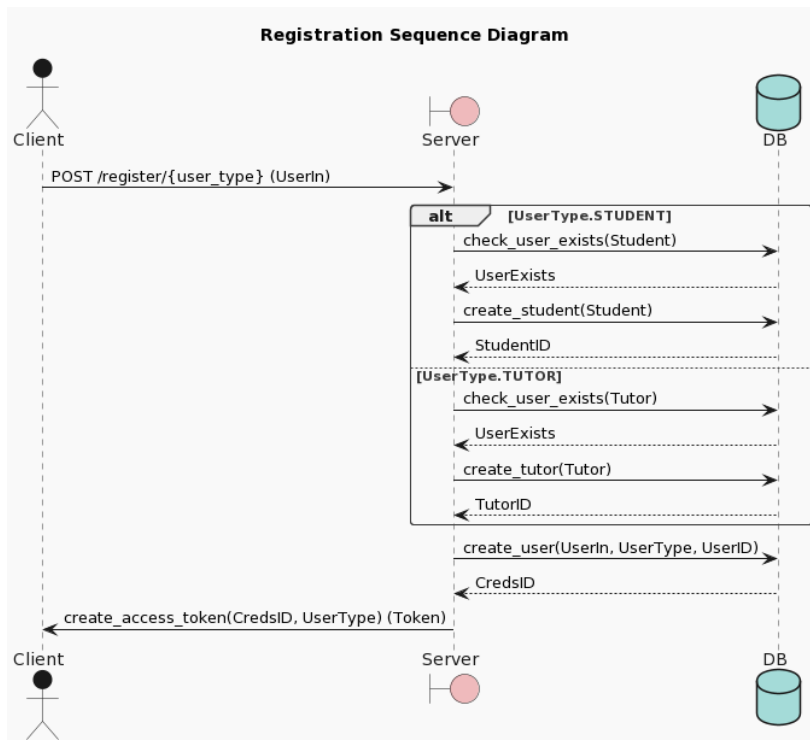 Registration Sequence Diagram
Client
Server
DB
POST /register/{user_type} (UserIn)
alt [UserType.STUDENT]
check_user_exists(Student)
UserExists
create_student(Student)
StudentID
[UserType.TUTOR]
check_user_exists(Tutor)
UserExists
create_tutor(Tutor)
TutorID
create_user(UserIn, UserType, UserID)
CredsID
create_access_token(CredsID, UserType) (Token)
Client
Server
DB